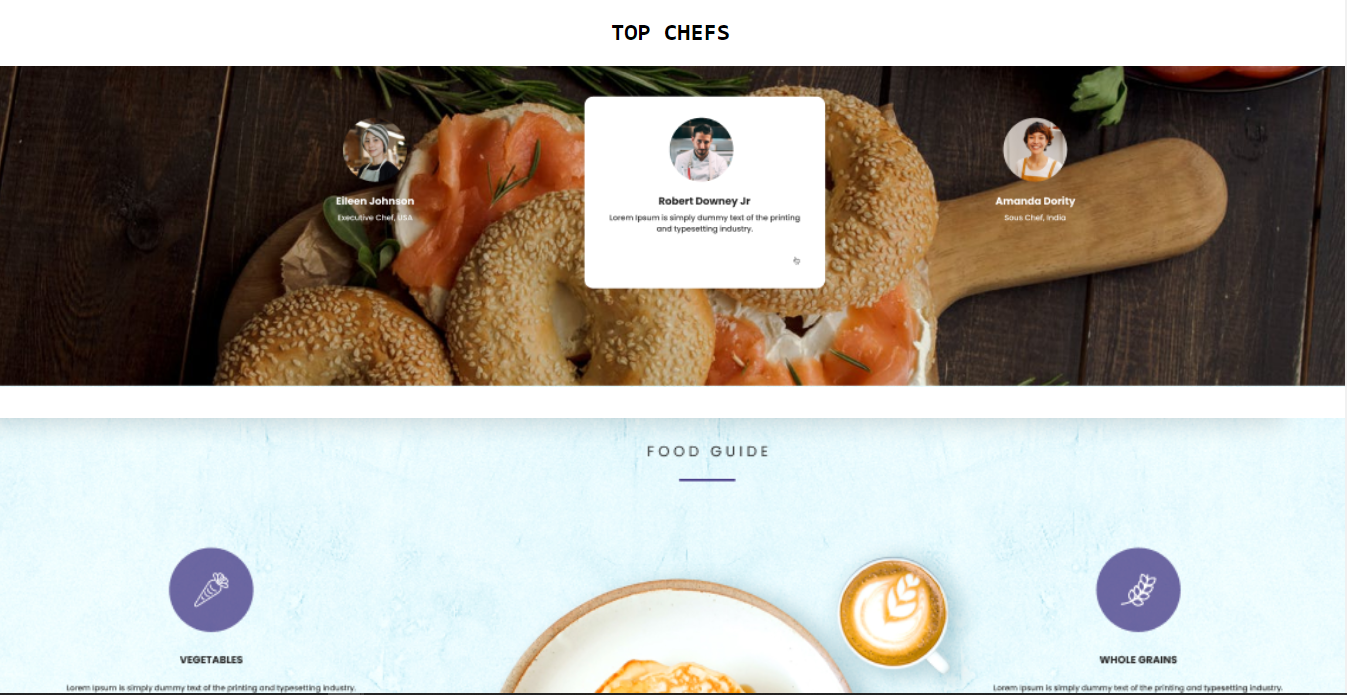 TOP CHEFS
Eileen Johnson
Executive Chef, USA
Robert Downey Jr
Lorem Ipsum is simply dummy text of the printing
and typesetting industry.
Amanda Dority
Sous Chef, India
FOOD GUIDE
VEGETABLES
Lorem Ipsum is simply dummy text of the printing and typesetting industry.
WHOLE GRAINS
Lorem Ipsum is simply dummy text of the printing and typesetting industry.